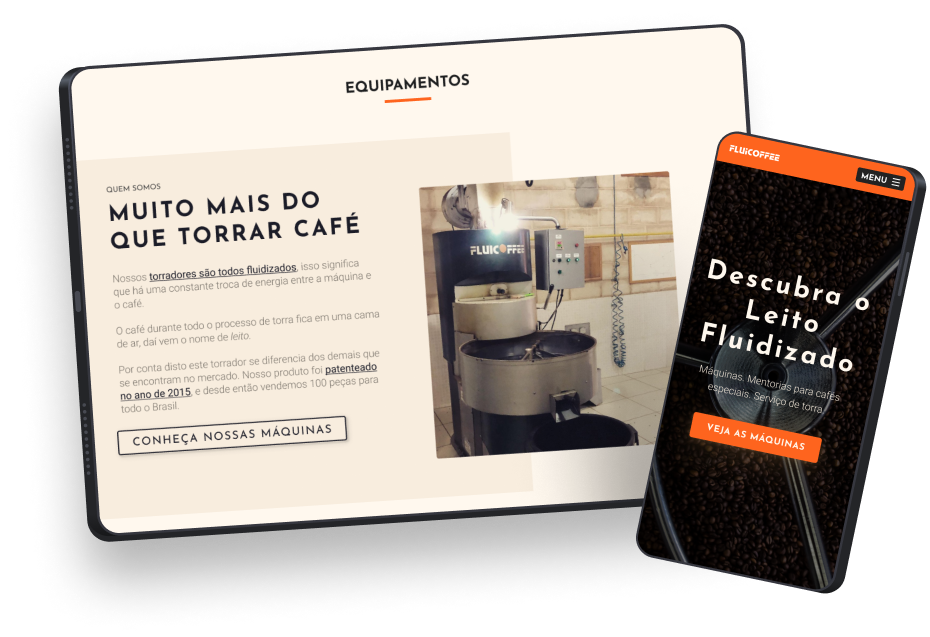 EQUIPAMENTOS
QUEM SOMOS
MUITO MAIS DO
QUE TORRAR CAFÉ
Nossos torradores são todos fluidizados, isso significa
que há uma constante troca de energia entre a máquina e
o café.
O café durante todo o processo de torra fica em uma cama
de ar, daí vem o nome de leito.
Por conta disto este torrador se diferencia dos demais que
se encontram no mercado. Nosso produto foi patenteado
no ano de 2015, e desde então vendemos 100 peças para
todo o Brasil.
CONHEÇA NOSSAS MÁQUINAS
FLUICOFFEE
FLUICOFFEE
MENU
Descubra o
Leito
Fluidizado
Máquinas. Mentorias para cafés
especiais. Serviço de torra.
VEJA AS MÁQUINAS